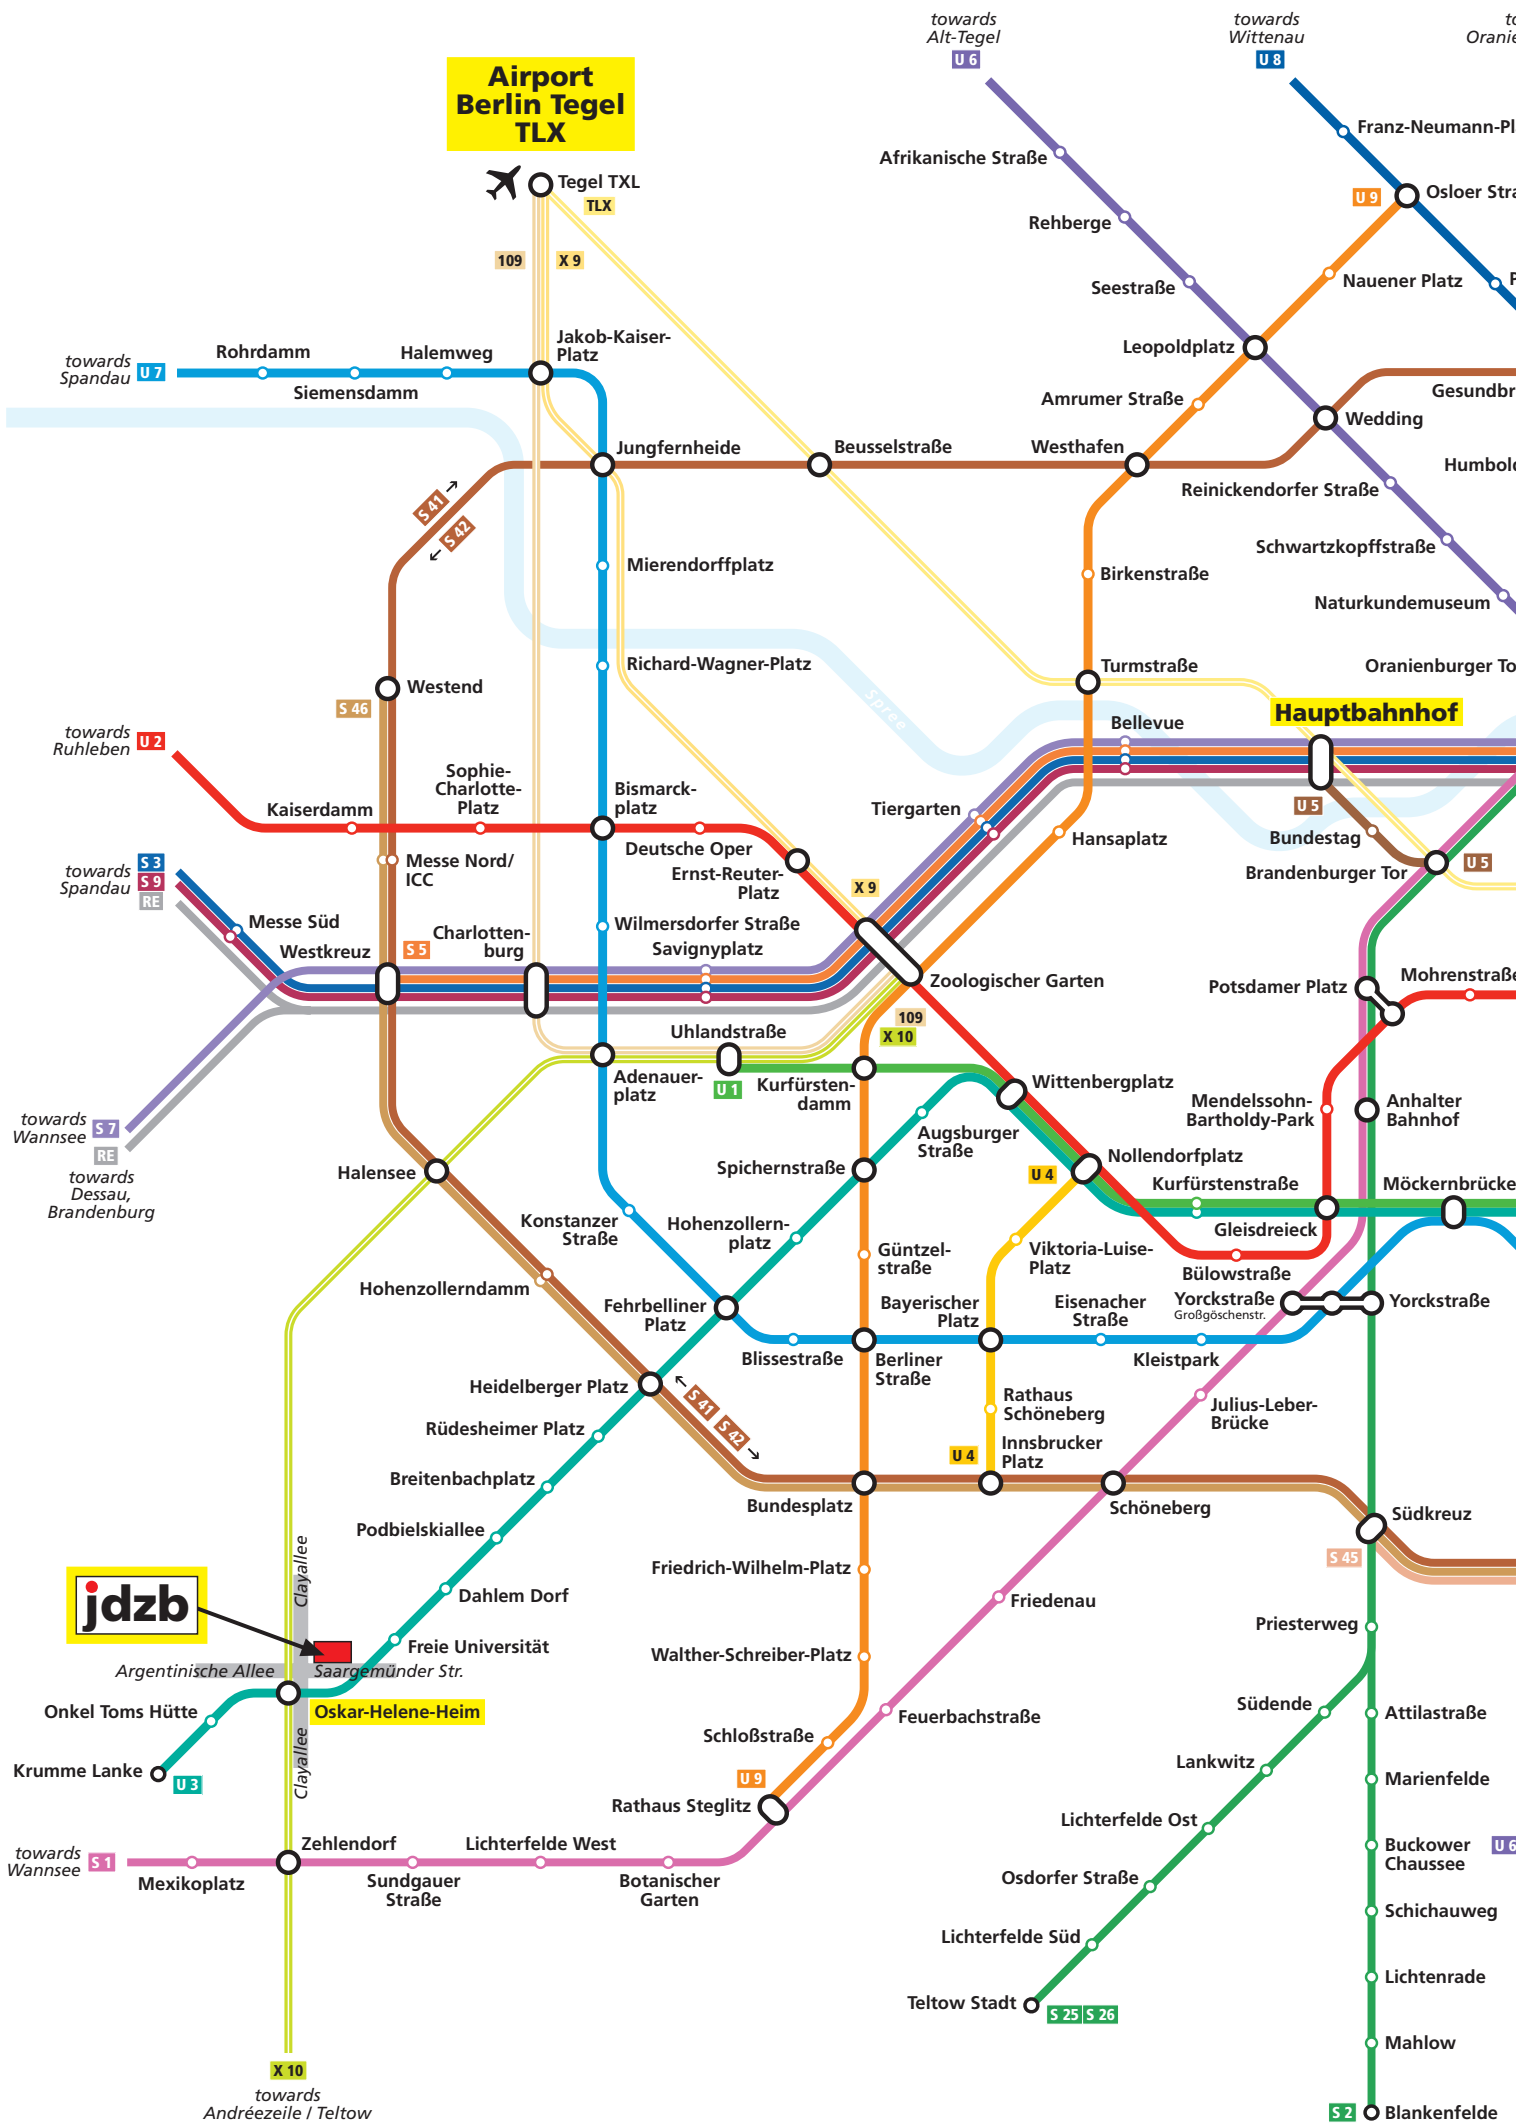 towards
Alt-Tegel
U 6
towards
Wittenau
U 8
Airport
Berlin Tegel
TLX
Tegel TXL
TLX
109
X 9
Afrikanische Straße
Rehberge
Seestraße
Leopoldplatz
Amrumer Straße
Westhafen
Franz-Neumann-Pl
U 9
Osloer Stra
Nauener Platz
Wedding
Gesundbr
Humbold
Reinickendorfer Straße
Schwartzkopffstraße
Naturkundemuseum
Oranienburger To
towards
Spandau
U 7
Rohrdamm
Siemensdamm
Halemweg
Jakob-Kaiser-
Platz
Jungfernheide
Beusselstraße
S 41
S 42
Mierendorffplatz
Birkenstraße
Richard-Wagner-Platz
Turmstraße
Spree
Westend
S 46
Hauptbahnhof
Bellevue
towards
Ruhleben
U 2
Kaiserdamm
Sophie-
Charlotte-
Platz
Bismarck-
platz
Deutsche Oper
Ernst-Reuter-
Platz
Tiergarten
Hansaplatz
U 5
Bundestag
Brandenburger Tor
U 5
towards
Spandau
S 3
S 9
RE
Messe Nord/
ICC
Messe Süd
Westkreuz
S 5
Charlotten-
burg
Wilmersdorfer Straße
Savignyplatz
X 9
Zoologischer Garten
109
X 10
Potsdamer Platz
Mohrenstraße
Uhlandstraße
U 1
Adenauer-
platz
Kurfürsten-
damm
Wittenbergplatz
Augsburger
Straße
Mendelssohn-
Bartholdy-Park
Anhalter
Bahnhof
towards
Wannsee
S 7
RE
towards
Dessau,
Brandenburg
Halensee
Spichernstraße
U 4
Nollendorfplatz
Kurfürstenstraße
Möckernbrücke
Gleisdreieck
Konstanzer
Straße
Hohenzollern-
platz
Güntzel-
straße
Viktoria-Luise-
Platz
Bülowstraße
Hohenzollerndamm
Fehrbelliner
Platz
Bayerischer
Platz
Eisenacher
Straße
Yorckstraße
Großgöschenstr.
Yorckstraße
Blissestraße
Berliner
Straße
Kleistpark
Heidelberger Platz
S 41
S 42
Rathaus
Schöneberg
Julius-Leber-
Brücke
Rüdesheimer Platz
U 4
Innsbrucker
Platz
Breitenbachplatz
Bundesplatz
Schöneberg
Südkreuz
S 45
Podbielskiallee
Clayallee
Friedrich-Wilhelm-Platz
jdzb
Dahlem Dorf
Friedenau
Priesterweg
Freie Universität
Walther-Schreiber-Platz
Argentinische Allee
Saargemünder Str.
Onkel Toms Hütte
Oskar-Helene-Heim
Feuerbachstraße
Südende
Attilastraße
Schloßstraße
Clayallee
Krumme Lanke
U 3
U 9
Lankwitz
Marienfelde
Rathaus Steglitz
Lichterfelde Ost
towards
Wannsee
S 1
Zehlendorf
Lichterfelde West
Buckower
Chaussee
U 6
Mexikoplatz
Sundgauer
Straße
Botanischer
Garten
Osdorfer Straße
Schichauweg
Lichterfelde Süd
Lichtenrade
Teltow Stadt
S 25
S 26
Mahlow
X 10
towards
Andréezeile / Teltow
S 2
Blankenfelde